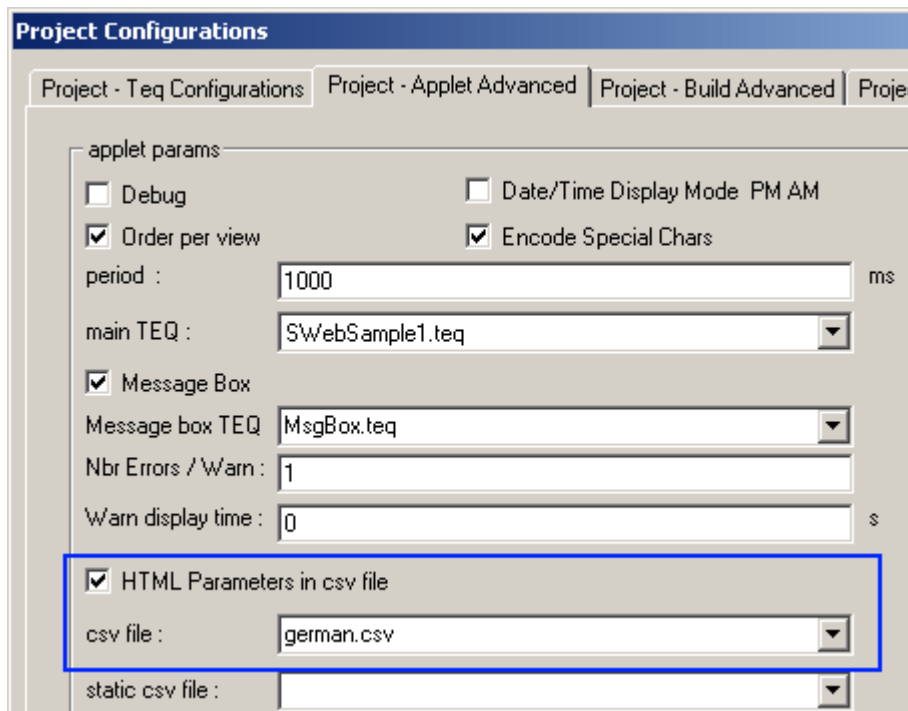 Project Configurations
Project - Teq Configurations Project - Applet Advanced Project - Build Advanced Proje
applet params
Debug Date/Time Display Mode PM AM
Order per view Encode Special Chars
period : 1000 ms
main TEQ : SWebSample1.teq
Message Box
Message box TEQ MsgBox.teq
Nbr Errors / Warn : 1
Warn display time : 0 s
HTML Parameters in csv file
csv file : german.csv
static csv file :